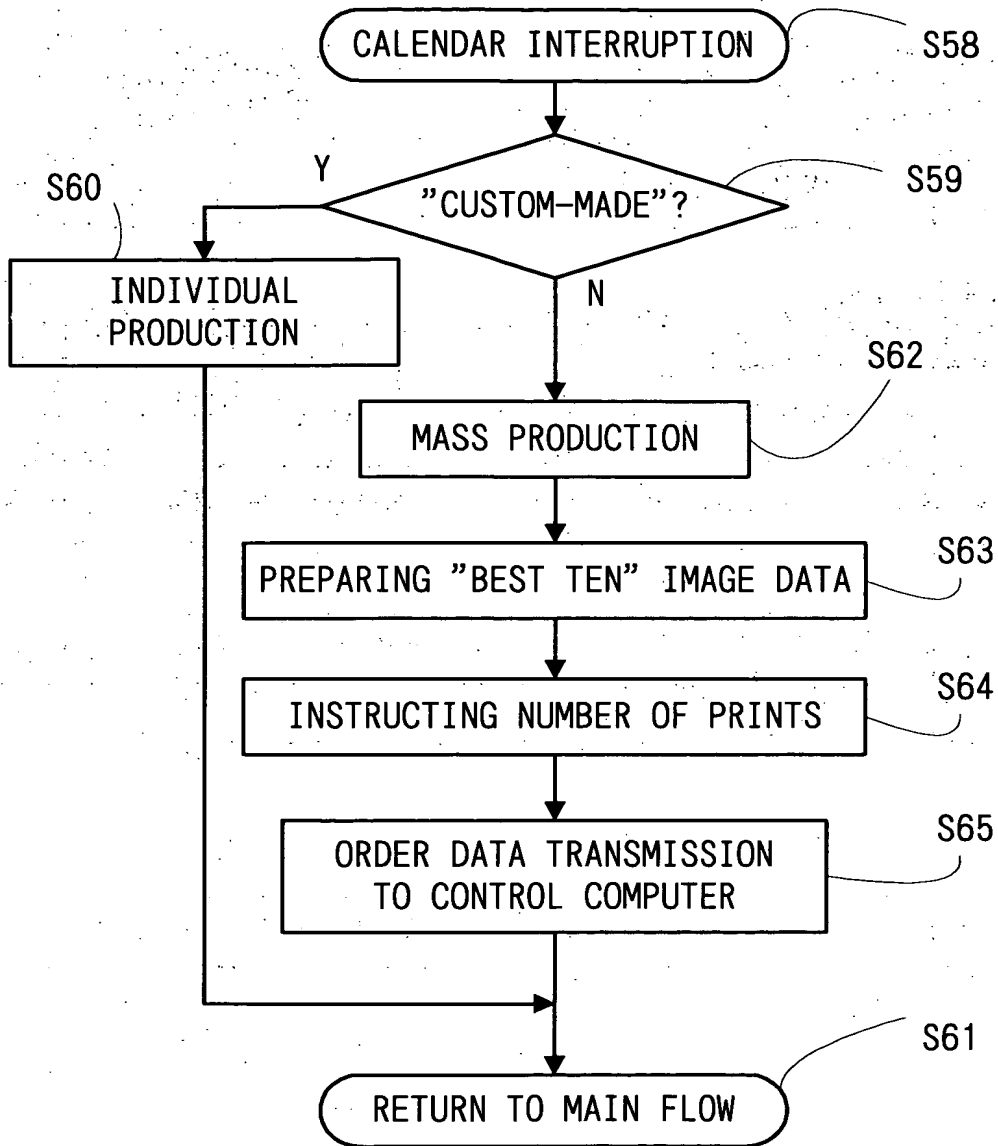 CALENDAR INTERRUPTION
S58
Y
S60
"CUSTOM-MADE"?
S59
INDIVIDUAL
PRODUCTION
N
S62
MASS PRODUCTION
S63
PREPARING "BEST TEN" IMAGE DATA
S64
INSTRUCTING NUMBER OF PRINTS
S65
ORDER DATA TRANSMISSION
TO CONTROL COMPUTER
S61
RETURN TO MAIN FLOW